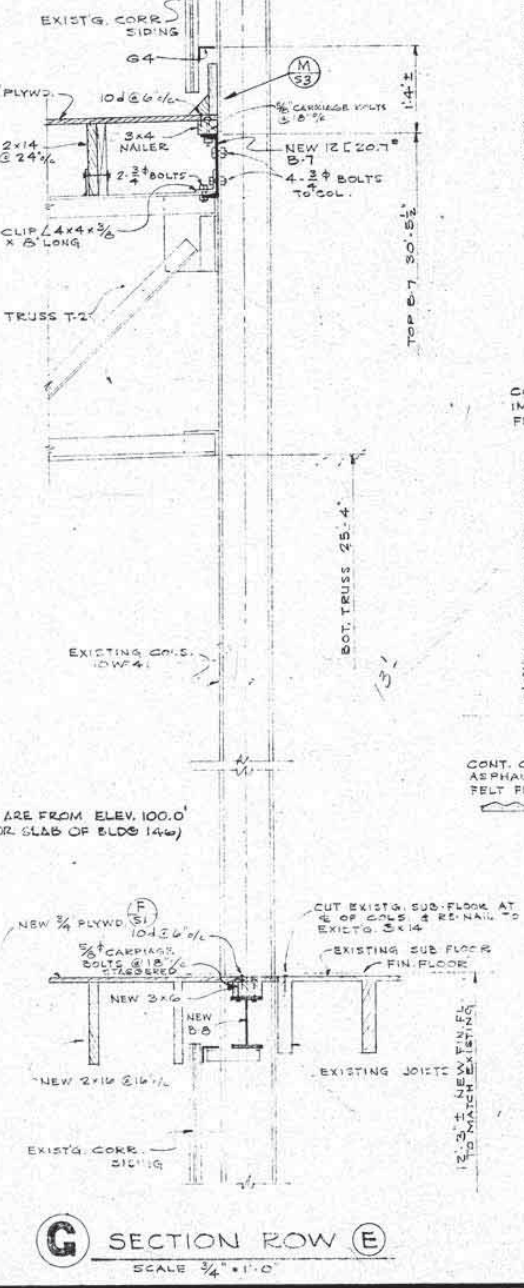 EXIST'G. CORR.
SIDING
G4
M
S3
PLYWD.
10d @ 6" o/c
5/8" CARRIAGE BOLTS
@ 18" o/c
1'-4" ±
2x14
@ 24" o/c
3x4
NAILER
NEW 12 [ 20.7#
B-7
2-3/4"ϕ BOLTS
4-3/4"ϕ BOLTS
TO COL.
CLIP L 4x4x3/8
x 8" LONG
TOP B-7 30'-5½"
TRUSS T-2
BOT. TRUSS 25'-4"
EXISTING COLS.
10WF41
13'
CONT.
ASPHAL
FELT
ARE FROM ELEV. 100.0'
OR SLAB OF BLDG 146)
NEW 3/4 PLYWD.
F
S1
10d @ 6" o/c
5/8"ϕ CARRIAGE
BOLTS @ 18" o/c
STAGGERED
CUT EXIST'G. SUB-FLOOR AT
℄ OF COLS. & RE-NAIL TO
EXIST'G. 3x14
EXISTING SUB FLOOR
FIN. FLOOR
NEW 3x6
NEW
B-8
NEW 2x16 @ 16" o/c
EXISTING JOISTS
12'-3" ± NEW FIN. FL.
TO MATCH EXISTING
EXIST'G. CORR.
SIDING
G SECTION ROW E
SCALE 3/4" = 1'-0"